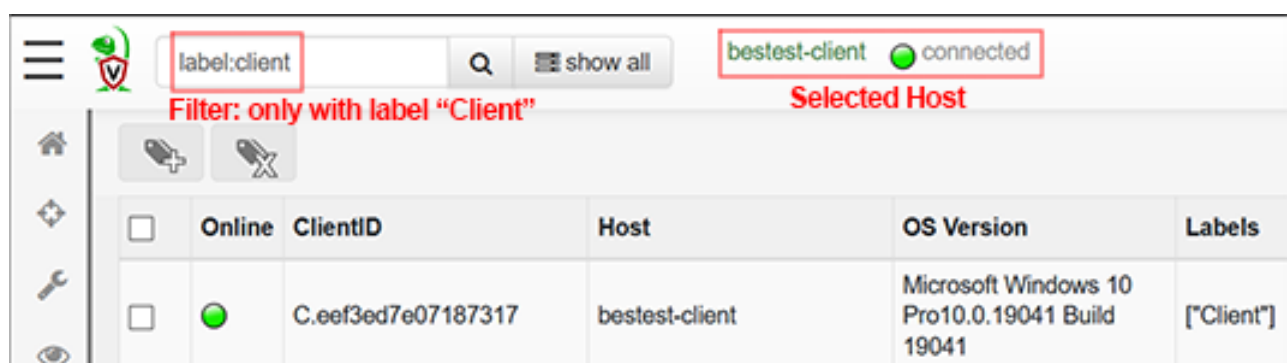 label:client
show all
bestest-client connected
Filter: only with label “Client”
Selected Host
Online ClientID Host OS Version Labels
C.eef3ed7e07187317 bestest-client Microsoft Windows 10
Pro10.0.19041 Build
19041
["Client"]
V